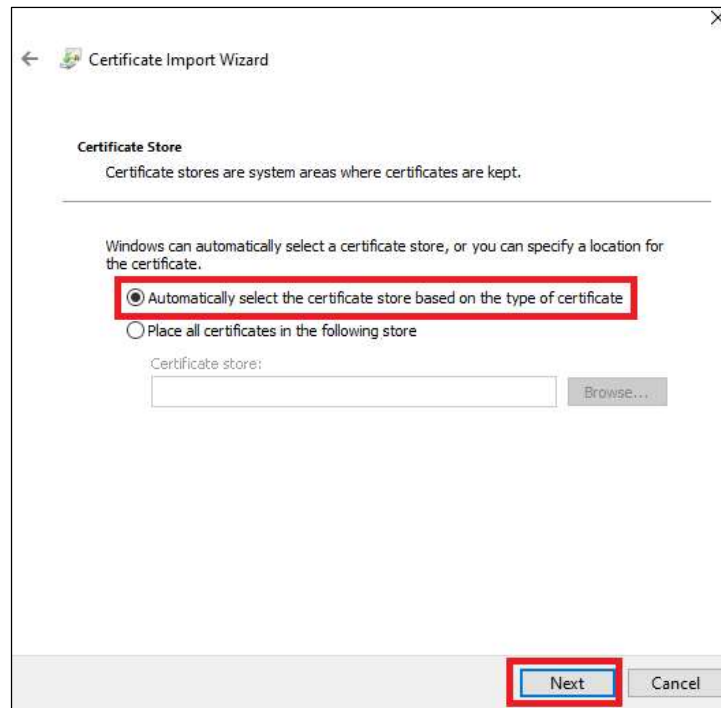 Certificate Import Wizard
Certificate Store
Certificate stores are system areas where certificates are kept.
Windows can automatically select a certificate store, or you can specify a location for
the certificate.
Automatically select the certificate store based on the type of certificate
Place all certificates in the following store
Certificate store:
Browse...
Next
Cancel